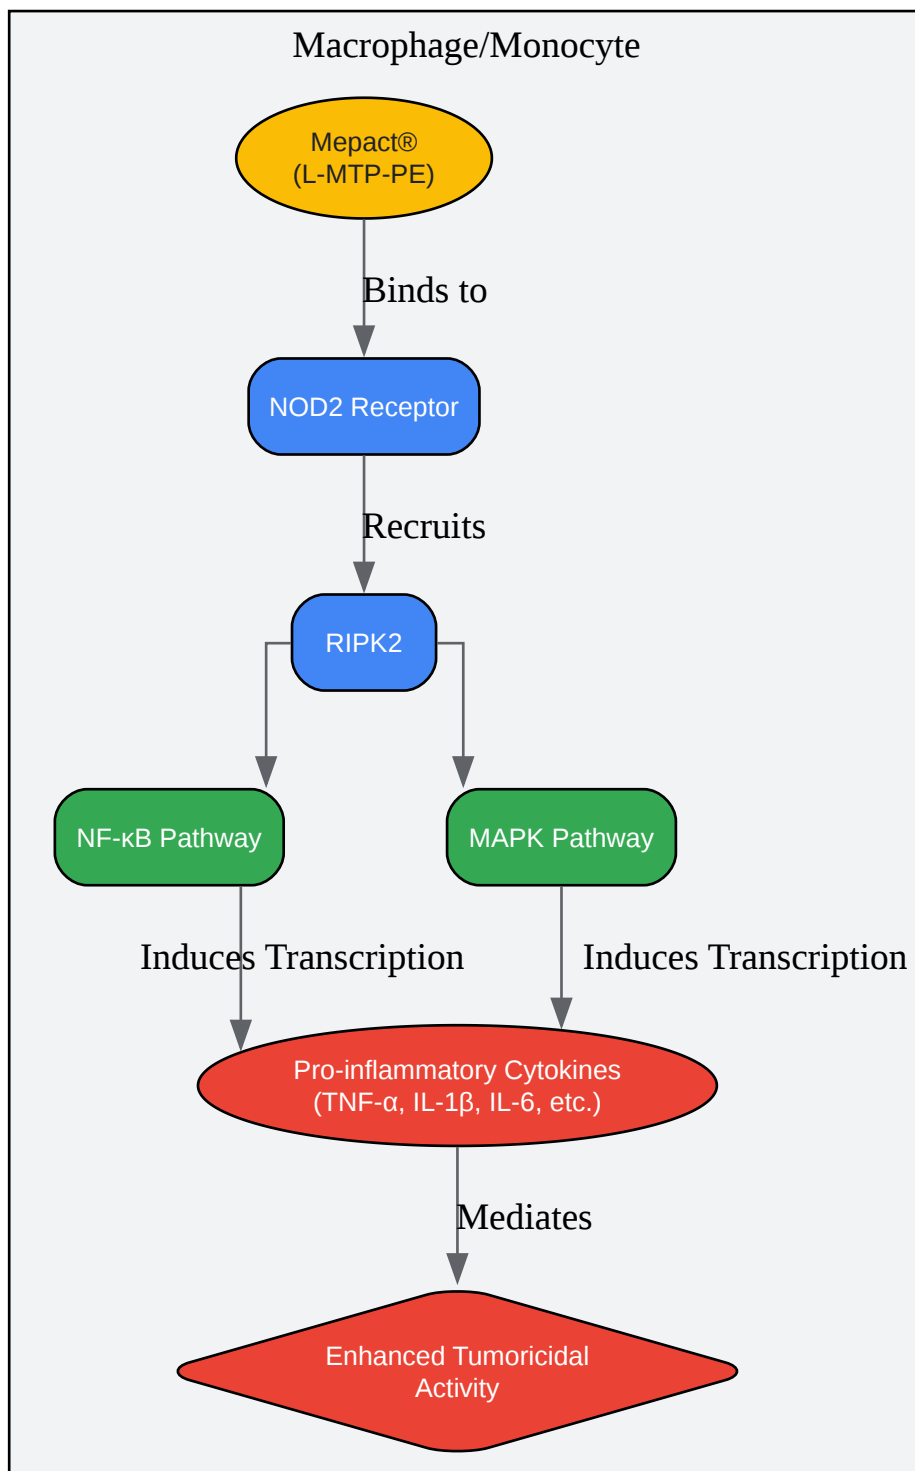 Macrophage/Monocyte
Mepact®
(L-MTP-PE)
Binds to
NOD2 Receptor
Recruits
RIPK2
NF-κB Pathway
MAPK Pathway
Induces Transcription
Induces Transcription
Pro-inflammatory Cytokines
(TNF-α, IL-1β, IL-6, etc.)
Mediates
Enhanced Tumoricidal
Activity